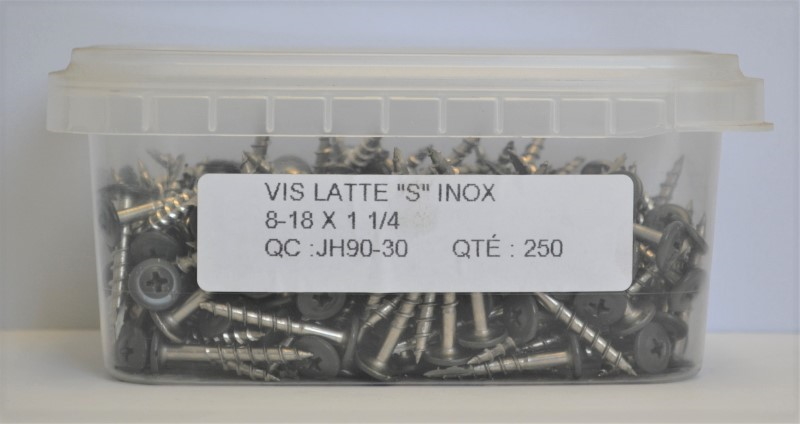 VIS LATTE "S" INOX
8-18 X 1 1/4
QC :JH90-30 QTÉ : 250